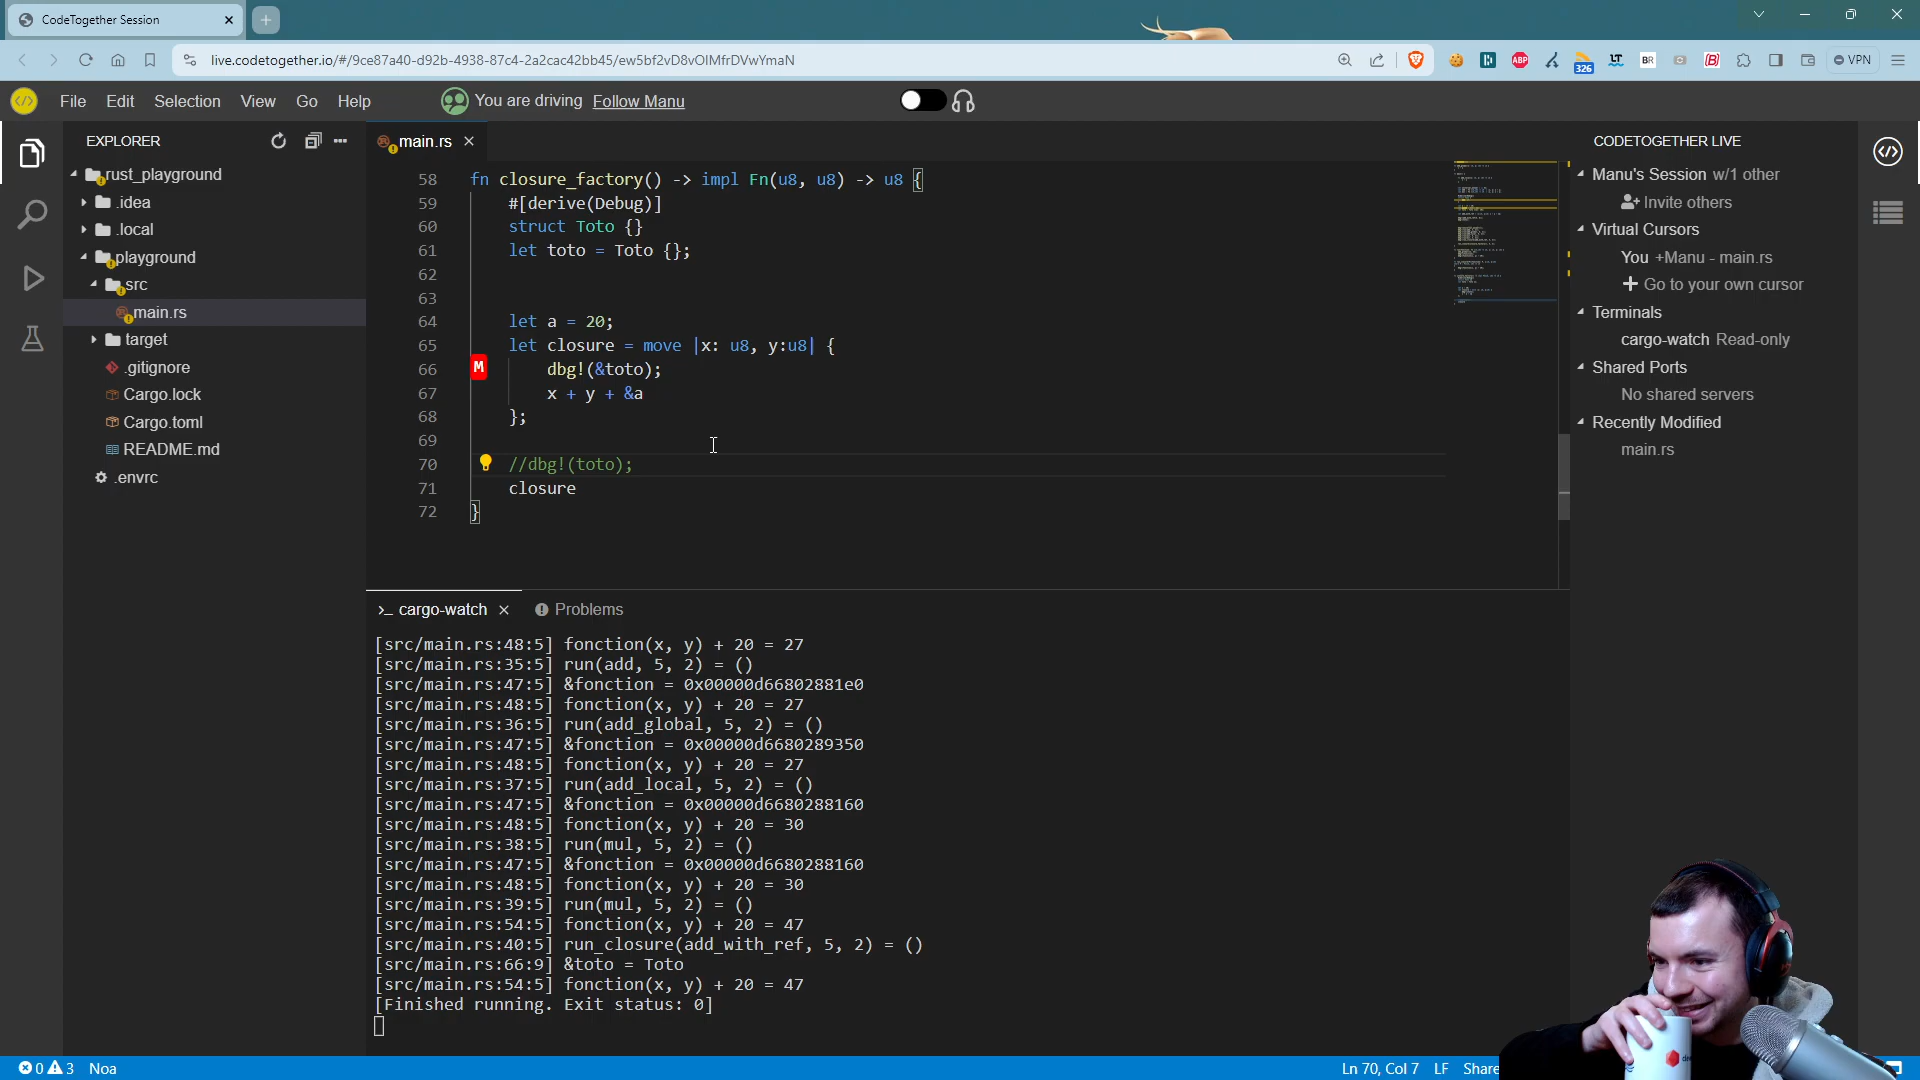 CodeTogether Session
live.codetogether.io/#/9ce87a40-d92b-4938-87c4-2a2cac42bb45/ew5bf2vD8vOIMfrDVwYmaN
ABP
326
LT
BR
VPN
File Edit Selection View Go Help
You are driving Follow Manu
EXPLORER
rust_playground
.idea
.local
playground
src
main.rs
target
.gitignore
Cargo.lock
Cargo.toml
README.md
.envrc
main.rs
58 fn closure_factory() -> impl Fn(u8, u8) -> u8 {
59 #[derive(Debug)]
60 struct Toto {}
61 let toto = Toto {};
62
63
64 let a = 20;
65 let closure = move |x: u8, y:u8| {
M
66 dbg!(&toto);
67 x + y + &a
68 };
69
70 //dbg!(toto);
71 closure
72 }
>_ cargo-watch
Problems
[src/main.rs:48:5] fonction(x, y) + 20 = 27
[src/main.rs:35:5] run(add, 5, 2) = ()
[src/main.rs:47:5] &fonction = 0x00000d66802881e0
[src/main.rs:48:5] fonction(x, y) + 20 = 27
[src/main.rs:36:5] run(add_global, 5, 2) = ()
[src/main.rs:47:5] &fonction = 0x00000d6680289350
[src/main.rs:48:5] fonction(x, y) + 20 = 27
[src/main.rs:37:5] run(add_local, 5, 2) = ()
[src/main.rs:47:5] &fonction = 0x00000d6680288160
[src/main.rs:48:5] fonction(x, y) + 20 = 30
[src/main.rs:38:5] run(mul, 5, 2) = ()
[src/main.rs:47:5] &fonction = 0x00000d6680288160
[src/main.rs:48:5] fonction(x, y) + 20 = 30
[src/main.rs:39:5] run(mul, 5, 2) = ()
[src/main.rs:54:5] fonction(x, y) + 20 = 47
[src/main.rs:40:5] run_closure(add_with_ref, 5, 2) = ()
[src/main.rs:66:9] &toto = Toto
[src/main.rs:54:5] fonction(x, y) + 20 = 47
[Finished running. Exit status: 0]
CODETOGETHER LIVE
Manu's Session w/1 other
Invite others
Virtual Cursors
You +Manu - main.rs
Go to your own cursor
Terminals
cargo-watch Read-only
Shared Ports
No shared servers
Recently Modified
main.rs
0 3 Noa
Ln 70, Col 7 LF Share